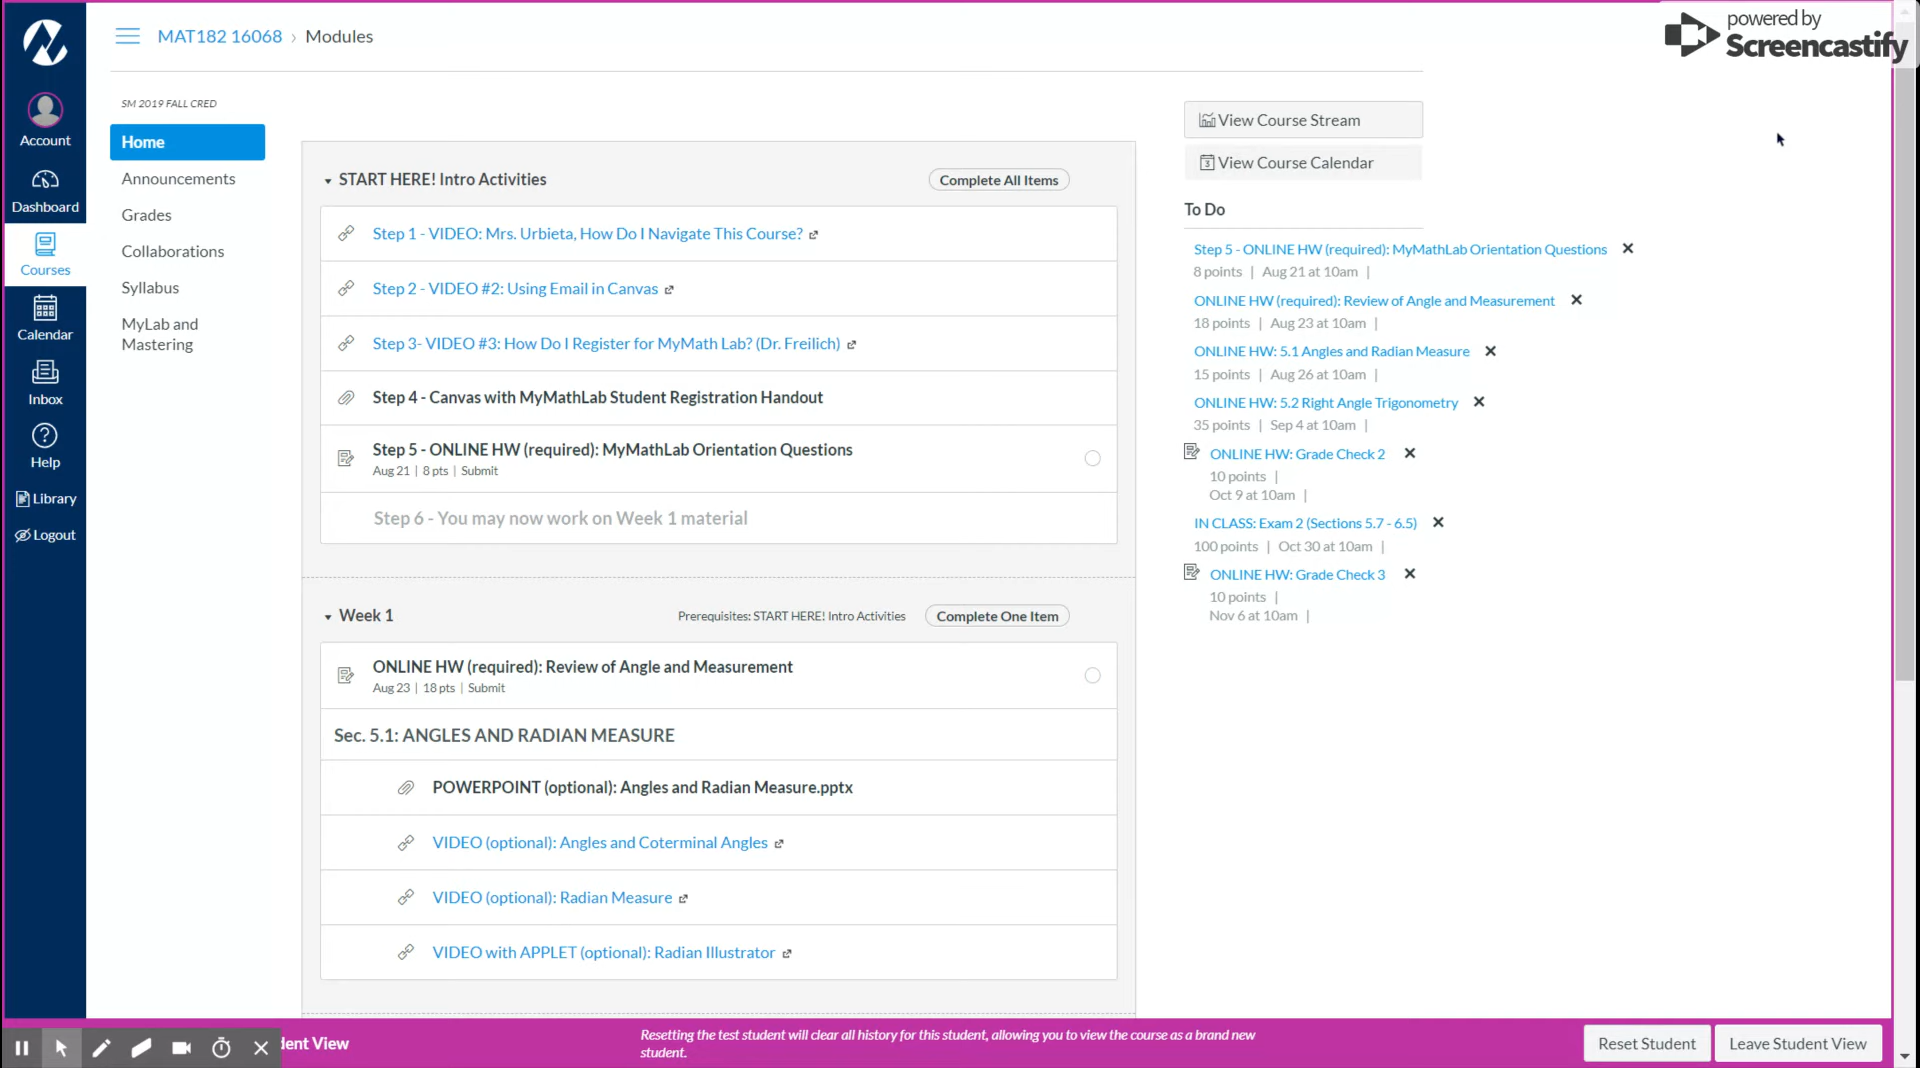 powered by
Screencastify
MAT182 16068 › Modules
SM 2019 FALL CRED
Account
Dashboard
Courses
Calendar
Inbox
Help
Library
Logout
Home
Announcements
Grades
Collaborations
Syllabus
MyLab and
Mastering
START HERE! Intro Activities
Complete All Items
Step 1 - VIDEO: Mrs. Urbieta, How Do I Navigate This Course?
Step 2 - VIDEO #2: Using Email in Canvas
Step 3- VIDEO #3: How Do I Register for MyMath Lab? (Dr. Freilich)
Step 4 - Canvas with MyMathLab Student Registration Handout
Step 5 - ONLINE HW (required): MyMathLab Orientation Questions
Aug 21 | 8 pts | Submit
Step 6 - You may now work on Week 1 material
Week 1
Prerequisites: START HERE! Intro Activities
Complete One Item
ONLINE HW (required): Review of Angle and Measurement
Aug 23 | 18 pts | Submit
Sec. 5.1: ANGLES AND RADIAN MEASURE
POWERPOINT (optional): Angles and Radian Measure.pptx
VIDEO (optional): Angles and Coterminal Angles
VIDEO (optional): Radian Measure
VIDEO with APPLET (optional): Radian Illustrator
View Course Stream
3 View Course Calendar
To Do
Step 5 - ONLINE HW (required): MyMathLab Orientation Questions
8 points | Aug 21 at 10am |
ONLINE HW (required): Review of Angle and Measurement
18 points | Aug 23 at 10am |
ONLINE HW: 5.1 Angles and Radian Measure
15 points | Aug 26 at 10am |
ONLINE HW: 5.2 Right Angle Trigonometry
35 points | Sep 4 at 10am |
ONLINE HW: Grade Check 2
10 points |
Oct 9 at 10am |
IN CLASS: Exam 2 (Sections 5.7 - 6.5)
100 points | Oct 30 at 10am |
ONLINE HW: Grade Check 3
10 points |
Nov 6 at 10am |
dent View
Resetting the test student will clear all history for this student, allowing you to view the course as a brand new
student.
Reset Student
Leave Student View